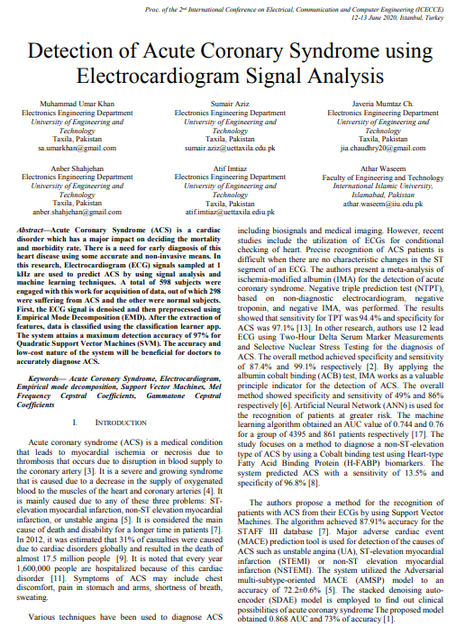 Proc. of the 2nd International Conference on Electrical, Communication and Computer Engineering (ICECCE)
12-13 June 2020, Istanbul, Turkey
Detection of Acute Coronary Syndrome using
Electrocardiogram Signal Analysis
Muhammad Umar Khan
Electronics Engineering Department
University of Engineering and
Technology
Taxila, Pakistan
sa.umarkhan@gmail.com
Sumair Aziz
Electronics Engineering Department
University of Engineering and
Technology
Taxila, Pakistan
sumair.aziz@uettaxila.edu.pk
Javeria Mumtaz Ch.
Electronics Engineering Department
University of Engineering and
Technology
Taxila, Pakistan
jia.chaudhry20@gmail.com
Anber Shahjehan
Electronics Engineering Department
University of Engineering and
Technology
Taxila, Pakistan
anber.shahjehan@gmail.com
Atif Imtiaz
Electronics Engineering Department
University of Engineering and
Technology
Taxila, Pakistan
atif.imtiaz@uettaxila.edu.pk
Athar Waseem
Faculty of Engineering and Technology
International Islamic University,
Islamabad, Pakistan
athar.waseem@iiu.edu.pk
Abstract—Acute Coronary Syndrome (ACS) is a cardiac
disorder which has a major impact on deciding the mortality
and morbidity rate. There is a need for early diagnosis of this
heart disease using some accurate and non-invasive means. In
this research, Electrocardiogram (ECG) signals sampled at 1
kHz are used to predict ACS by using signal analysis and
machine learning techniques. A total of 598 subjects were
engaged with this work for acquisition of data, out of which 298
were suffering from ACS and the other were normal subjects.
First, the ECG signal is denoised and then preprocessed using
Empirical Mode Decomposition (EMD). After the extraction of
features, data is classified using the classification learner app.
The system attains a maximum detection accuracy of 97% for
Quadratic Support Vector Machines (SVM). The accuracy and
low-cost nature of the system will be beneficial for doctors to
accurately diagnose ACS.
Keywords— Acute Coronary Syndrome, Electrocardiogram,
Empirical mode decomposition, Support Vector Machines, Mel
Frequency Cepstral Coefficients, Gammatone Cepstral
Coefficients
I. INTRODUCTION
Acute coronary syndrome (ACS) is a medical condition
that leads to myocardial ischemia or necrosis due to
thrombosis that occurs due to disruption in blood supply to
the coronary artery [3]. It is a severe and growing syndrome
that is caused due to a decrease in the supply of oxygenated
blood to the muscles of the heart and coronary arteries [4]. It
is mainly caused due to any of these three problems: ST-
elevation myocardial infarction, non-ST elevation myocardial
infarction, or unstable angina [5]. It is considered the main
cause of death and disability for a longer time in patients [7].
In 2012, it was estimated that 31% of casualties were caused
due to cardiac disorders globally and resulted in the death of
almost 17.5 million people [9]. It is noted that every year
1,600,000 people are hospitalized because of this cardiac
disorder [11]. Symptoms of ACS may include chest
discomfort, pain in stomach and arms, shortness of breath,
sweating.
Various techniques have been used to diagnose ACS
including biosignals and medical imaging. However, recent
studies include the utilization of ECGs for conditional
checking of heart. Precise recognition of ACS patients is
difficult when there are no characteristic changes in the ST
segment of an ECG. The authors present a meta-analysis of
ischemia-modified albumin (IMA) for the detection of acute
coronary syndrome. Negative triple prediction test (NTPT),
based on non-diagnostic electrocardiogram, negative
troponin, and negative IMA, was performed. The results
showed that sensitivity for TPT was 94.4% and specificity for
ACS was 97.1% [13]. In other research, authors use 12 lead
ECG using Two-Hour Delta Serum Marker Measurements
and Selective Nuclear Stress Testing for the diagnosis of
ACS. The overall method achieved specificity and sensitivity
of 87.4% and 99.1% respectively [2]. By applying the
albumin cobalt binding (ACB) test, IMA works as a valuable
principle indicator for the detection of ACS. The overall
method showed specificity and sensitivity of 49% and 86%
respectively [6]. Artificial Neural Network (ANN) is used for
the recognition of patients at greater risk. The machine
learning algorithm obtained an AUC value of 0.744 and 0.76
for a group of 4395 and 861 patients respectively [17]. The
study focuses on a method to diagnose a non-ST-elevation
type of ACS by using a Cobalt binding test using Heart-type
Fatty Acid Binding Protein (H-FABP) biomarkers. The
system predicted ACS with a sensitivity of 13.5% and
specificity of 96.8% [8].
The authors propose a method for the recognition of
patients with ACS from their ECGs by using Support Vector
Machines. The algorithm achieved 87.91% accuracy for the
STAFF III database [7]. Major adverse cardiac event
(MACE) prediction tool is used for detection of the causes of
ACS such as unstable angina (UA), ST-elevation myocardial
infarction (STEMI) or non-ST elevation myocardial infarction
(NSTEMI). The system utilized the Adversarial
multi-subtype-oriented MACE (AMSP) model to an
accuracy of 72.2±0.6% [5]. The stacked denoising auto-
encoder (SDAE) model is employed to find out clinical
possibilities of acute coronary syndrome The proposed model
obtained 0.868 AUC and 73% of accuracy [1].